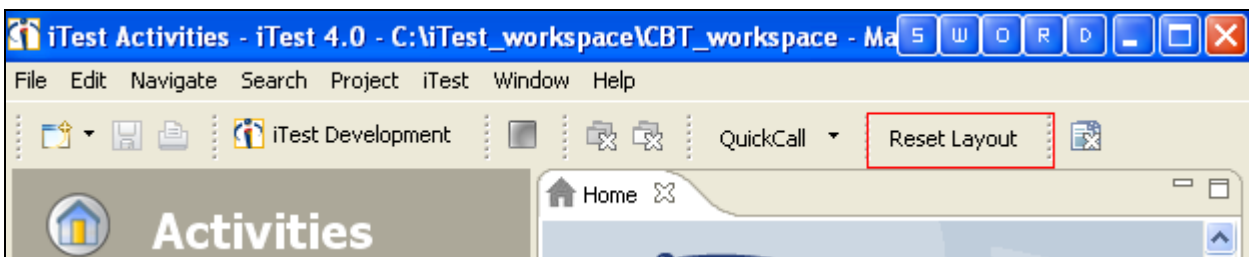 iTest Activities - iTest 4.0 - C:\iTest_workspace\CBT_workspace - Ma S W O R D
File Edit Navigate Search Project iTest Window Help
iTest Development QuickCall Reset Layout
Home
Activities